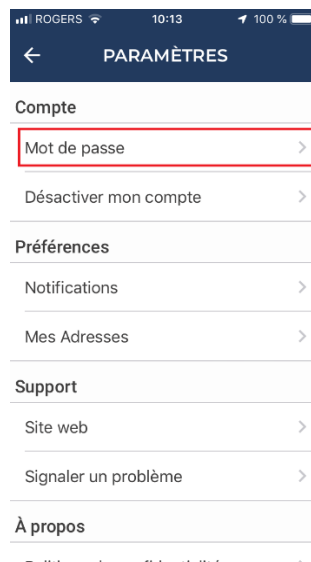 ROGERS 10:13 100 %
PARAMÈTRES
Compte
Mot de passe
Désactiver mon compte
Préférences
Notifications
Mes Adresses
Support
Site web
Signaler un problème
À propos